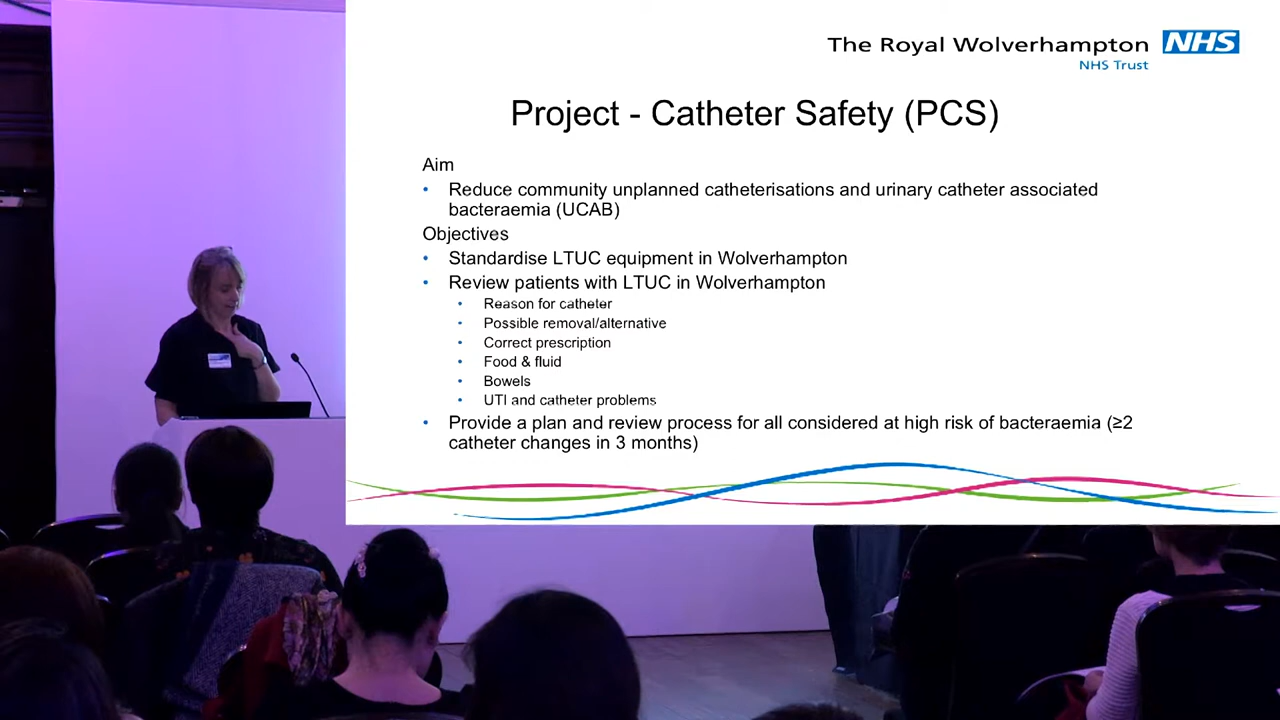 The Royal Wolverhampton NHS
NHS Trust
Project - Catheter Safety (PCS)
Aim
• Reduce community unplanned catheterisations and urinary catheter associated
bacteraemia (UCAB)
Objectives
• Standardise LTUC equipment in Wolverhampton
• Review patients with LTUC in Wolverhampton
• Reason for catheter
• Possible removal/alternative
• Correct prescription
• Food & fluid
• Bowels
• UTI and catheter problems
• Provide a plan and review process for all considered at high risk of bacteraemia (≥2
catheter changes in 3 months)